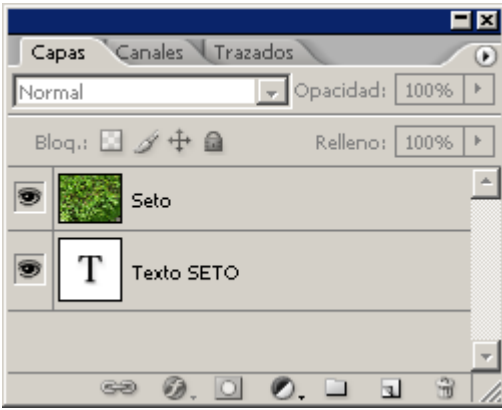 Capas Canales Trazados
Normal Opacidad: 100%
Bloq.: Relleno: 100%
Seto
T Texto SETO